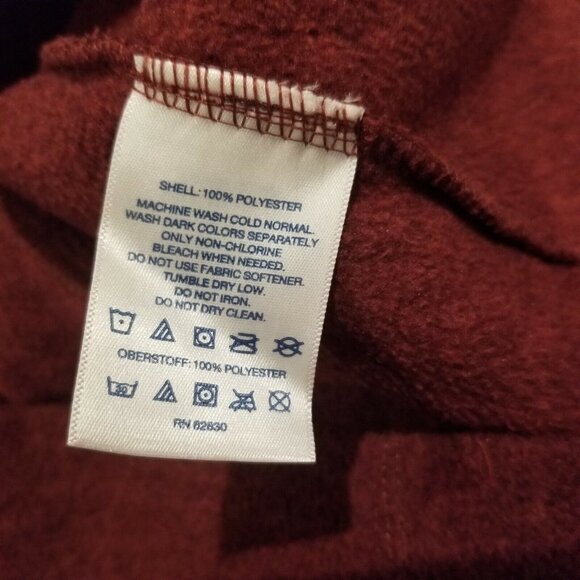 SHELL: 100% POLYESTER
MACHINE WASH COLD NORMAL.
WASH DARK COLORS SEPARATELY
ONLY NON-CHLORINE
BLEACH WHEN NEEDED.
DO NOT USE FABRIC SOFTENER.
TUMBLE DRY LOW.
DO NOT IRON.
DO NOT DRY CLEAN.
OBERSTOFF: 100% POLYESTER
30
RN 62830